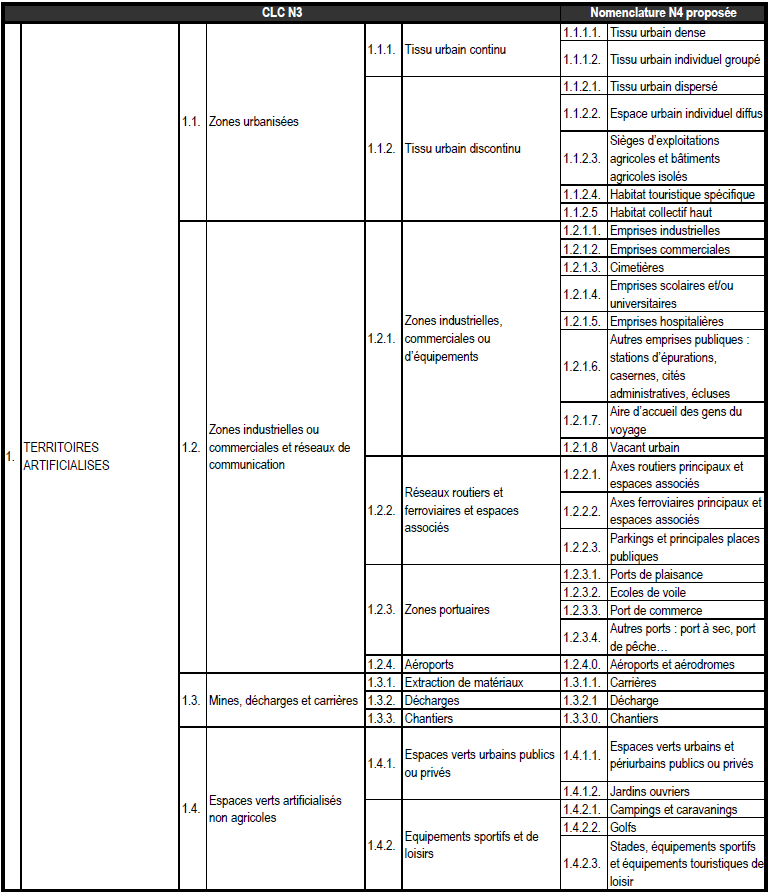 CLC N3 Nomenclature N4 proposée
1. TERRITOIRES
ARTIFICIALISES
1.1. Zones urbanisées
1.1.1. Tissu urbain continu
1.1.1.1. Tissu urbain dense
1.1.1.2. Tissu urbain individuel groupé
1.1.2. Tissu urbain discontinu
1.1.2.1. Tissu urbain dispersé
1.1.2.2. Espace urbain individuel diffus
1.1.2.3. Sièges d'exploitations
agricoles et bâtiments
agricoles isolés
1.1.2.4. Habitat touristique spécifique
1.1.2.5 Habitat collectif haut
1.2. Zones industrielles ou
commerciales et réseaux de
communication
1.2.1. Zones industrielles,
commerciales ou
d'équipements
1.2.1.1. Emprises industrielles
1.2.1.2. Emprises commerciales
1.2.1.3. Cimetières
1.2.1.4. Emprises scolaires et/ou
universitaires
1.2.1.5. Emprises hospitalières
1.2.1.6. Autres emprises publiques :
stations d'épurations,
casernes, cités
administratives, écluses
1.2.1.7. Aire d'accueil des gens du
voyage
1.2.1.8 Vacant urbain
1.2.2. Réseaux routiers et
ferroviaires et espaces
associés
1.2.2.1. Axes routiers principaux et
espaces associés
1.2.2.2. Axes ferroviaires principaux et
espaces associés
1.2.2.3. Parkings et principales places
publiques
1.2.3. Zones portuaires
1.2.3.1. Ports de plaisance
1.2.3.2. Ecoles de voile
1.2.3.3. Port de commerce
1.2.3.4. Autres ports : port à sec, port
de pêche…
1.2.4. Aéroports
1.2.4.0. Aéroports et aérodromes
1.3. Mines, décharges et carrières
1.3.1. Extraction de matériaux
1.3.1.1. Carrières
1.3.2. Décharges
1.3.2.1 Décharge
1.3.3. Chantiers
1.3.3.0. Chantiers
1.4. Espaces verts artificialisés
non agricoles
1.4.1. Espaces verts urbains publics
ou privés
1.4.1.1. Espaces verts urbains et
périurbains publics ou privés
1.4.1.2. Jardins ouvriers
1.4.2. Equipements sportifs et de
loisirs
1.4.2.1. Campings et caravanings
1.4.2.2. Golfs
1.4.2.3. Stades, équipements sportifs
et équipements touristiques de
loisir